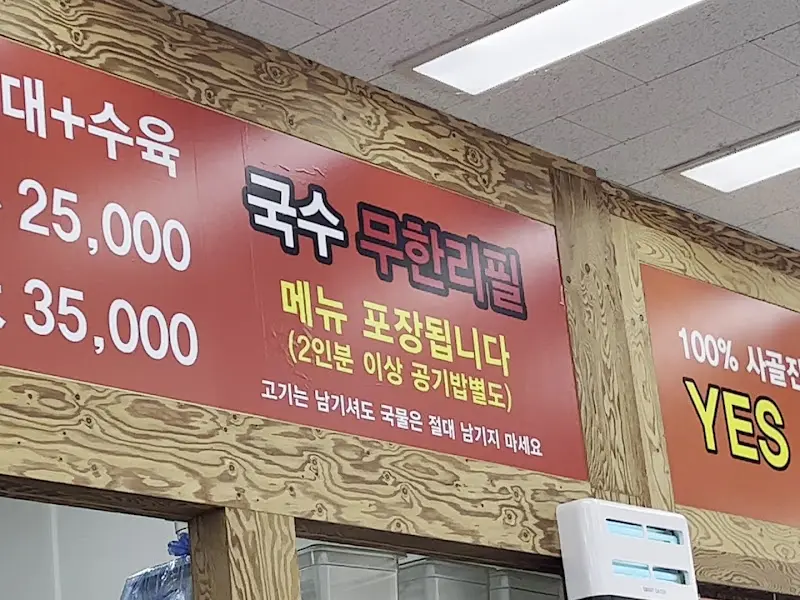 대+수육
25,000
35,000
국수 무한리필
메뉴 포장됩니다
(2인분 이상 공기밥별도)
고기는 남기셔도 국물은 절대 남기지 마세요
100% 사골진
YES